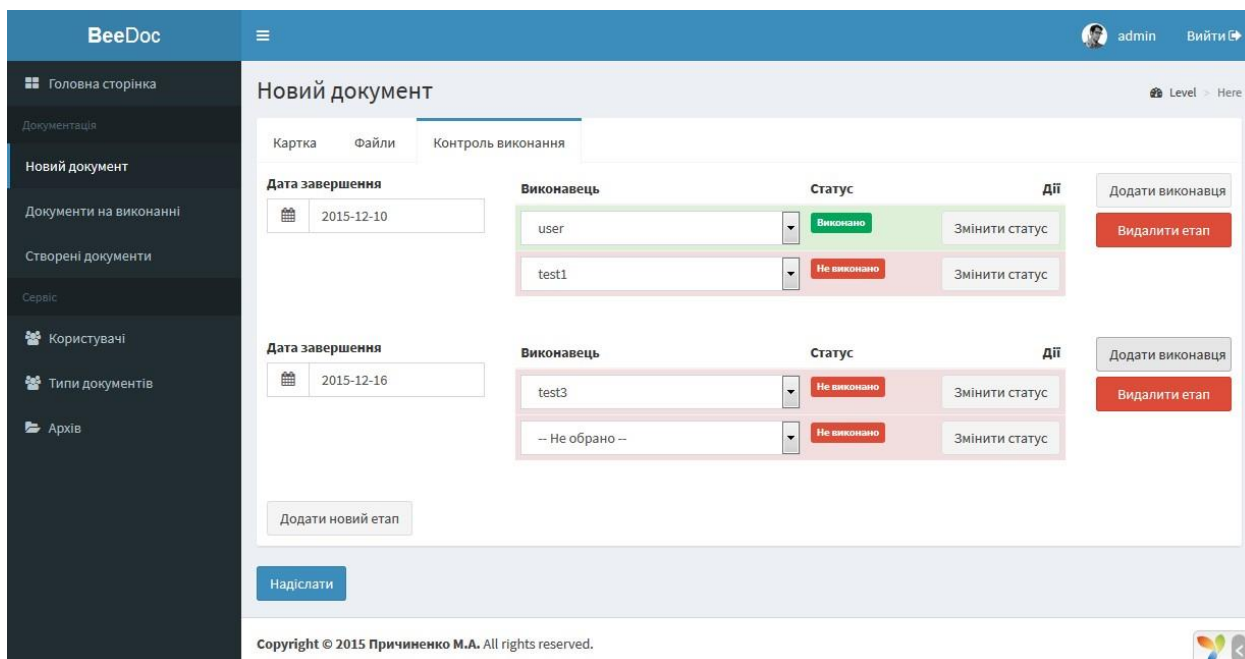 BeeDoc
admin Вийти
Головна сторінка
Документація
Новий документ
Документи на виконанні
Створені документи
Сервіс
Користувачі
Типи документів
Архів
Новий документ
Level > Here
Картка Файли Контроль виконання
Дата завершення Виконавець Статус Дії Додати виконавця
2015-12-10 user Виконано Змінити статус Видалити етап
test1 Не виконано Змінити статус
Дата завершення Виконавець Статус Дії Додати виконавця
2015-12-16 test3 Не виконано Змінити статус Видалити етап
-- Не обрано -- Не виконано Змінити статус
Додати новий етап
Надіслати
Copyright © 2015 Причиненко М.А. All rights reserved.